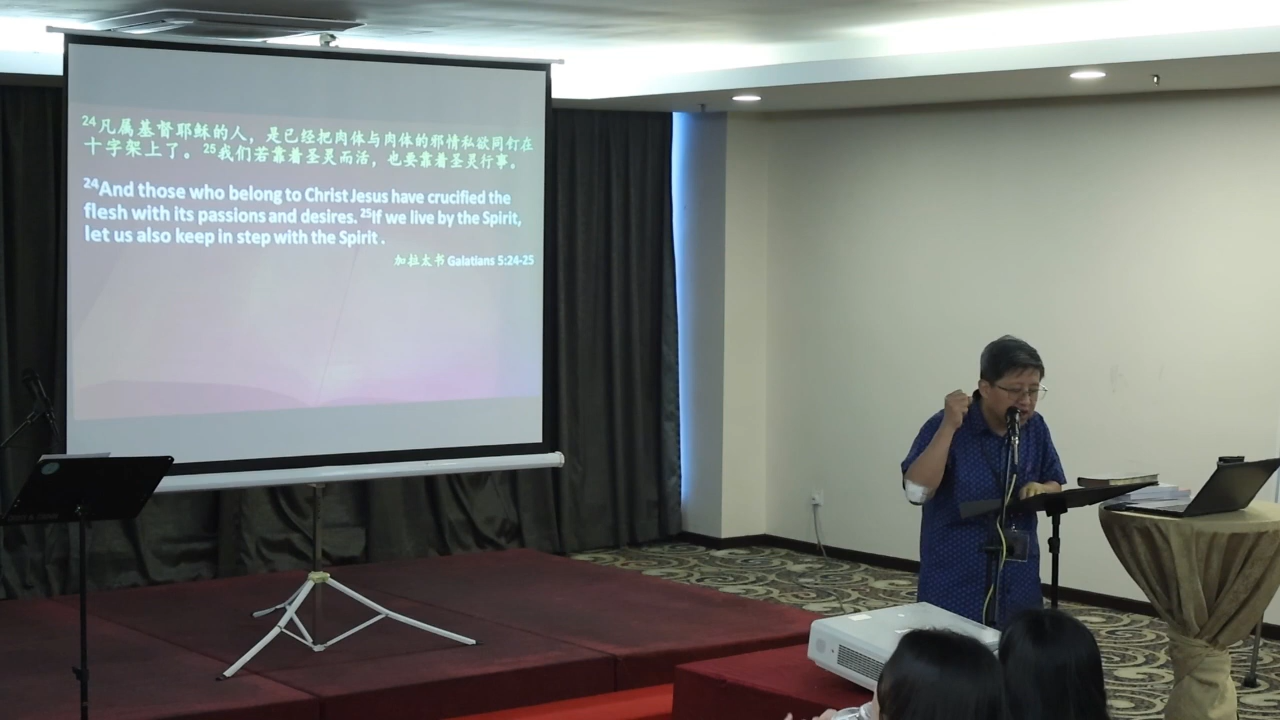 24凡属基督耶稣的人，是已经把肉体与肉体的邪情私欲同钉在
十字架上了。25我们若靠着圣灵而活，也要靠着圣灵行事。
24And those who belong to Christ Jesus have crucified the
flesh with its passions and desires. 25If we live by the Spirit,
let us also keep in step with the Spirit .
加拉太书 Galatians 5:24-25